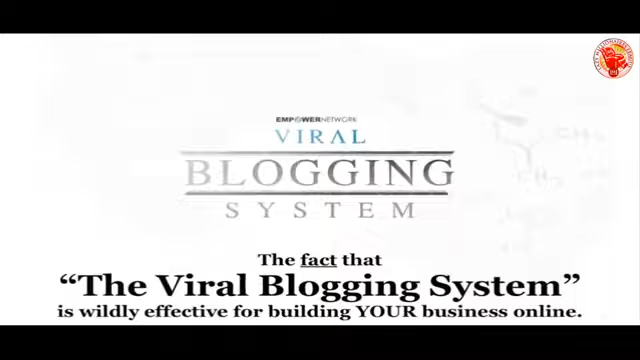 EMPOWERNETWORK
VIRAL
BLOGGING
SYSTEM
The fact that
“The Viral Blogging System”
is wildly effective for building YOUR business online.